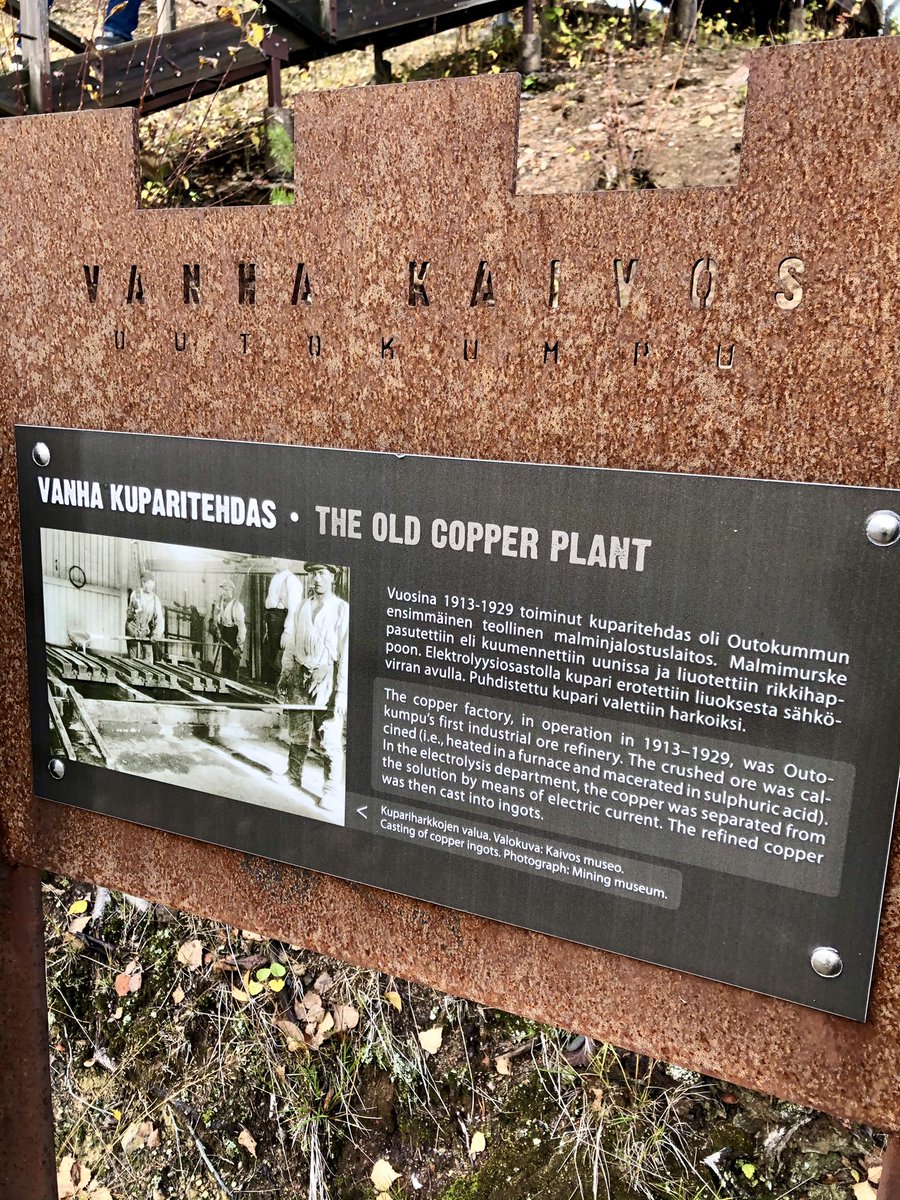 VANHA KAIVOS
OUTOKUMPU
VANHA KUPARITEHDAS • THE OLD COPPER PLANT
Vuosina 1913-1929 toiminut kuparitehdas oli Outokummun
ensimmäinen teollinen malminjalostuslaitos. Malmimurske
pasutettiin eli kuumennettiin uunissa ja liuotettiin rikkihap-
poon. Elektrolyysiosastolla kupari erotettiin liuoksesta sähkö-
virran avulla. Puhdistettu kupari valettiin harkoiksi.
The copper factory, in operation in 1913–1929, was Outo-
kumpu's first industrial ore refinery. The crushed ore was cal-
cined (i.e., heated in a furnace and macerated in sulphuric acid).
In the electrolysis department, the copper was separated from
the solution by means of electric current. The refined copper
was then cast into ingots.
< Kupariharkkojen valua. Valokuva: Kaivos museo.
Casting of copper ingots. Photograph: Mining museum.